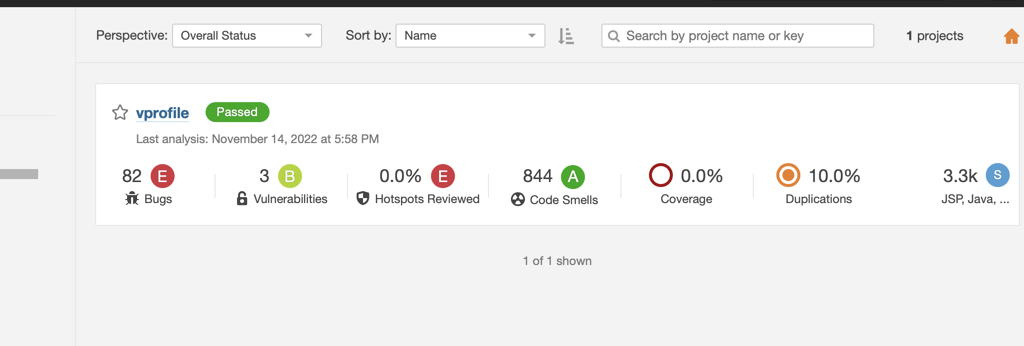 Perspective: Overall Status Sort by: Name Search by project name or key 1 projects
vprofile Passed
Last analysis: November 14, 2022 at 5:58 PM
82 E 3 B 0.0% E 844 A 0.0% 10.0% 3.3k S
Bugs Vulnerabilities Hotspots Reviewed Code Smells Coverage Duplications JSP, Java, ...
1 of 1 shown